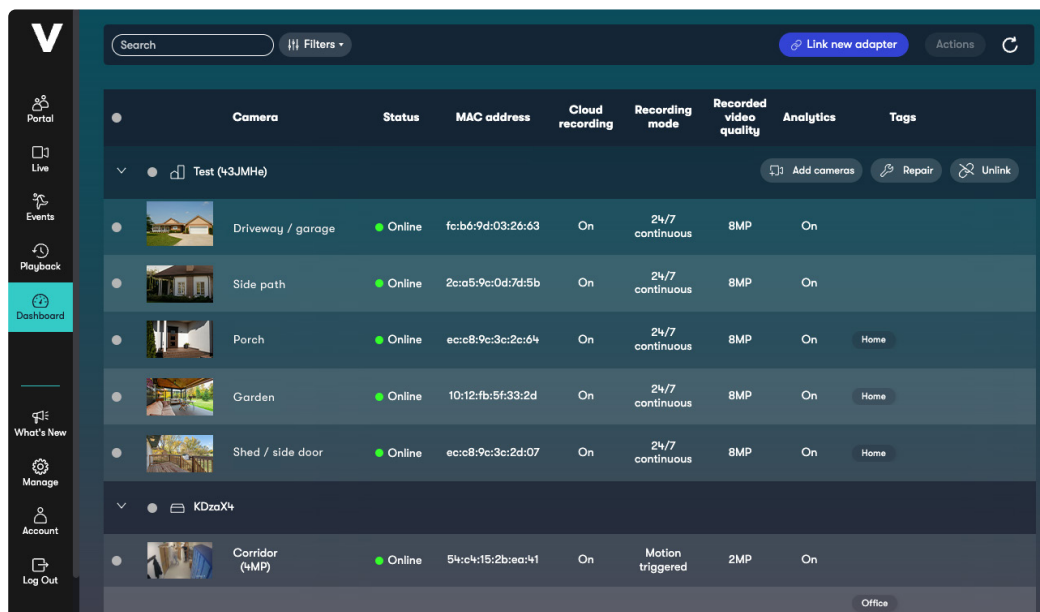 V
Search
Filters
Link new adapter
Actions
Portal
Live
Events
Playback
Dashboard
What's New
Manage
Account
Log Out
Camera Status MAC address Cloud recording Recording mode Recorded video quality Analytics Tags
Test (43JMHe) Add cameras Repair Unlink
Driveway / garage Online fc:b6:9d:03:26:63 On 24/7 continuous 8MP On
Side path Online 2c:a5:9c:0d:7d:5b On 24/7 continuous 8MP On
Porch Online ec:c8:9c:3c:2c:64 On 24/7 continuous 8MP On Home
Garden Online 10:12:fb:5f:33:2d On 24/7 continuous 8MP On Home
Shed / side door Online ec:c8:9c:3c:2d:07 On 24/7 continuous 8MP On Home
KDzaX4
Corridor (4MP) Online 54:c4:15:2b:ea:41 On Motion triggered 2MP On
Office